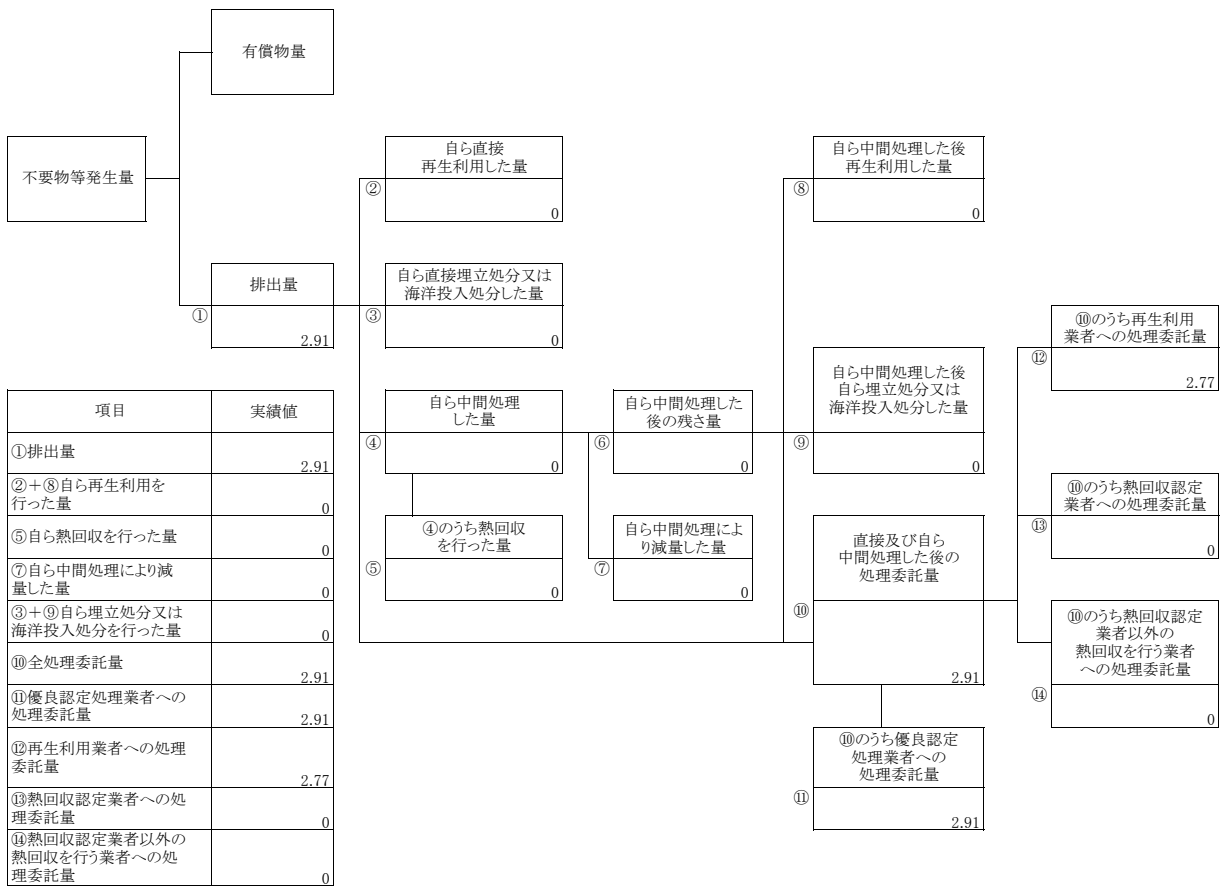 有償物量
不要物等発生量
排出量
①
2.91
自ら直接
再生利用した量
②
0
自ら直接埋立処分又は
海洋投入処分した量
③
0
自ら中間処理
した量
④
0
④のうち熱回収
を行った量
⑤
0
自ら中間処理した
後の残さ量
⑥
0
自ら中間処理によ
り減量した量
⑦
0
自ら中間処理した後
再生利用した量
⑧
0
自ら中間処理した後
自ら埋立処分又は
海洋投入処分した量
⑨
0
直接及び自ら
中間処理した後の
処理委託量
⑩
2.91
⑩のうち優良認定
処理業者への
処理委託量
⑪
2.91
⑩のうち再生利用
業者への処理委託量
⑫
2.77
⑩のうち熱回収認定
業者への処理委託量
⑬
0
⑩のうち熱回収認定
業者以外の
熱回収を行う業者
への処理委託量
⑭
0
項目 実績値
①排出量
2.91
②＋⑧自ら再生利用を
行った量
0
⑤自ら熱回収を行った量
0
⑦自ら中間処理により減
量した量
0
③＋⑨自ら埋立処分又は
海洋投入処分を行った量
0
⑩全処理委託量
2.91
⑪優良認定処理業者への
処理委託量
2.91
⑫再生利用業者への処理
委託量
2.77
⑬熱回収認定業者への処
理委託量
0
⑭熱回収認定業者以外の
熱回収を行う業者への処
理委託量
0